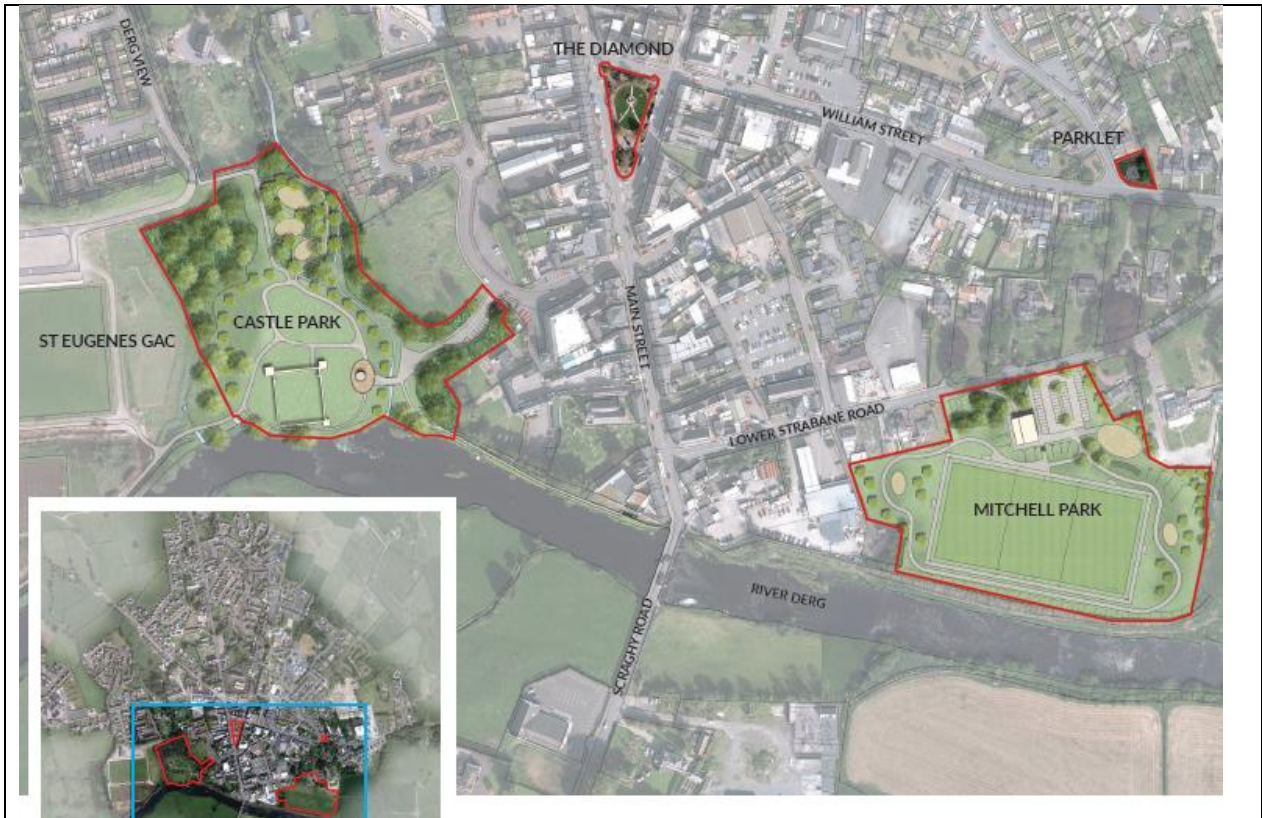 DERG VIEW
THE DIAMOND
WILLIAM STREET
PARKLET
CASTLE PARK
ST EUGENES GAC
MAIN STREET
LOWER STRABANE ROAD
MITCHELL PARK
RIVER DERG
SCRAGHY ROAD